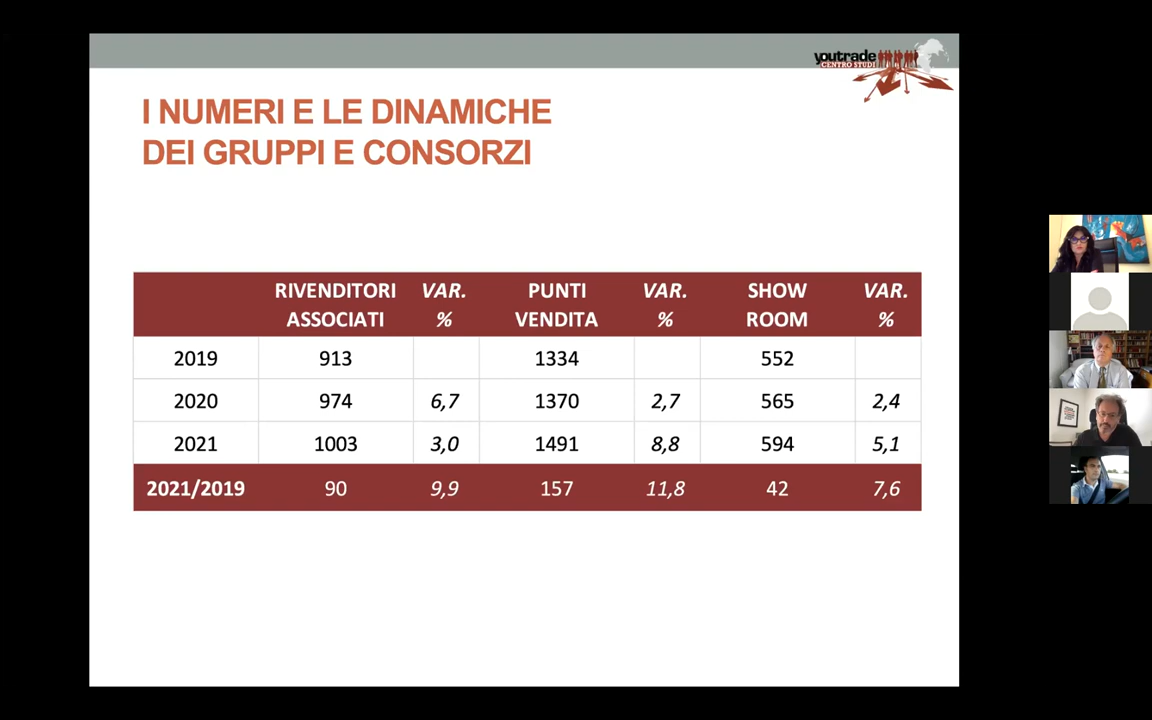 youtrade
CENTRO STUDI
I NUMERI E LE DINAMICHE
DEI GRUPPI E CONSORZI
RIVENDITORI ASSOCIATI VAR. % PUNTI VENDITA VAR. % SHOW ROOM VAR. %
2019 913 1334 552
2020 974 6,7 1370 2,7 565 2,4
2021 1003 3,0 1491 8,8 594 5,1
2021/2019 90 9,9 157 11,8 42 7,6